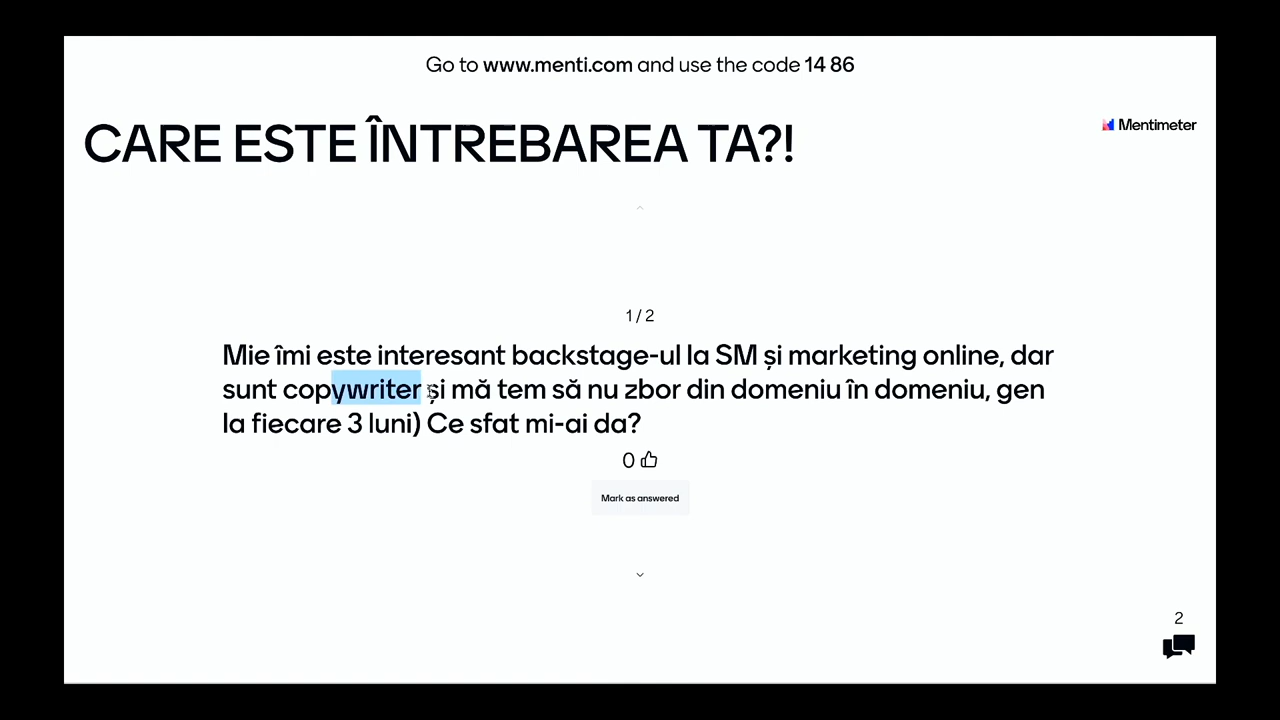 Go to www.menti.com and use the code 14 86
CARE ESTE ÎNTREBAREA TA?!
Mentimeter
1 / 2
Mie îmi este interesant backstage-ul la SM și marketing online, dar
sunt copywriter și mă tem să nu zbor din domeniu în domeniu, gen
la fiecare 3 luni) Ce sfat mi-ai da?
0
Mark as answered
2